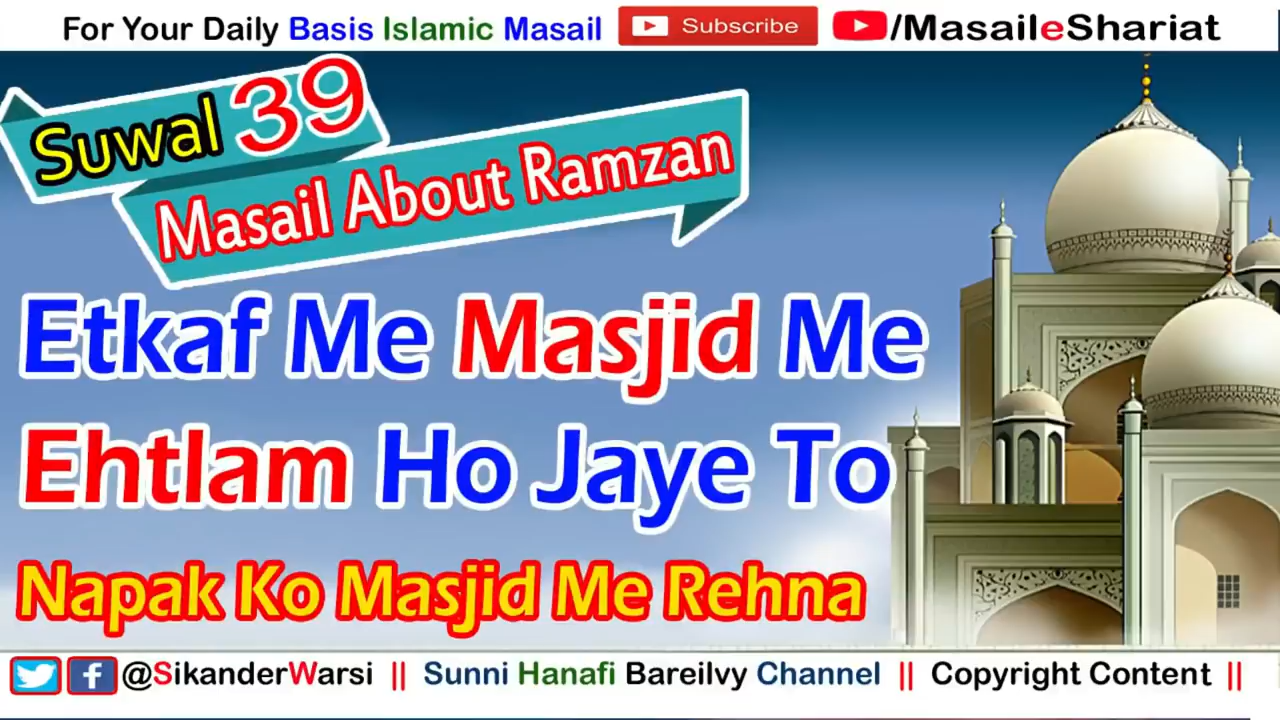 For Your Daily Basis Islamic Masail Subscribe /MasaileShariat
Suwal 39
Masail About Ramzan
Etkaf Me Masjid Me
Ehtlam Ho Jaye To
Napak Ko Masjid Me Rehna
@SikanderWarsi || Sunni Hanafi Bareilvy Channel || Copyright Content ||